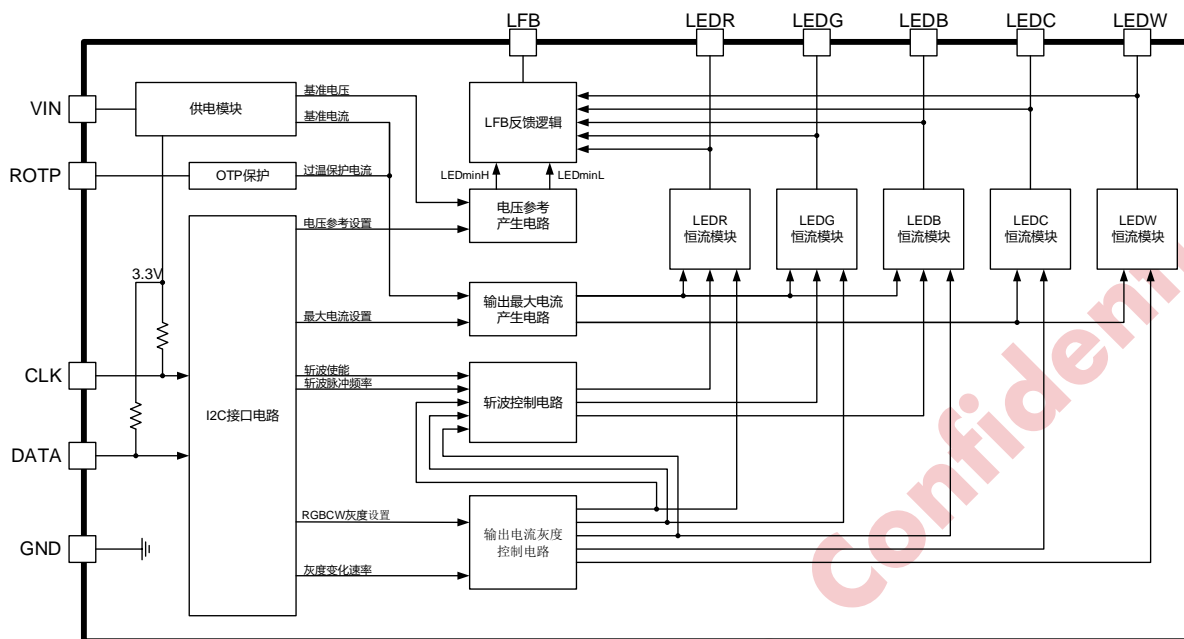 LFB
LEDR
LEDG
LEDB
LEDC
LEDW
VIN
供电模块
基准电压
基准电流
LFB反馈逻辑
ROTP
OTP保护
过温保护电流
LEDminH
LEDminL
电压参考
产生电路
电压参考设置
LEDR
恒流模块
LEDG
恒流模块
LEDB
恒流模块
LEDC
恒流模块
LEDW
恒流模块
3.3V
输出最大电流
产生电路
最大电流设置
CLK
斩波使能
斩波脉冲频率
斩波控制电路
I2C接口电路
DATA
RGBCW灰度设置
输出电流灰度
控制电路
GND
灰度变化速率
Confident